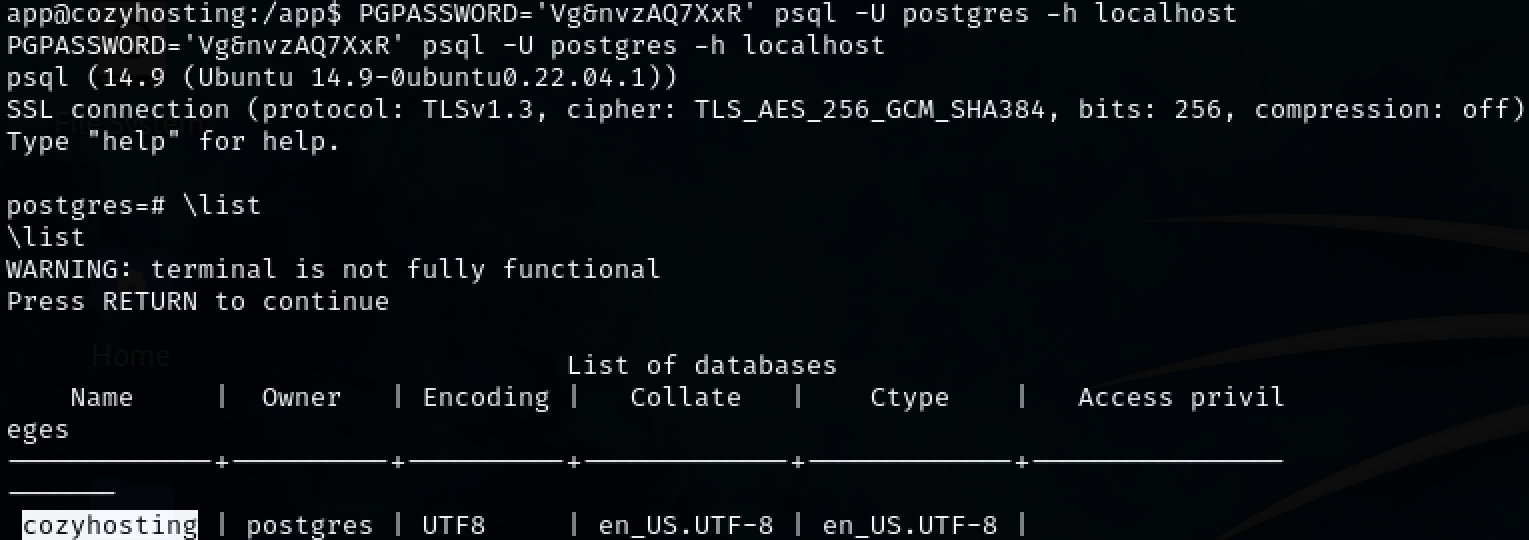 app@cozyhosting:/app$ PGPASSWORD='Vg&nvzAQ7XxR' psql -U postgres -h localhost
PGPASSWORD='Vg&nvzAQ7XxR' psql -U postgres -h localhost
psql (14.9 (Ubuntu 14.9-0ubuntu0.22.04.1))
SSL connection (protocol: TLSv1.3, cipher: TLS_AES_256_GCM_SHA384, bits: 256, compression: off)
Type "help" for help.
postgres=# \list
\list
WARNING: terminal is not fully functional
Press RETURN to continue
Home
List of databases
Name | Owner | Encoding | Collate | Ctype | Access privil
eges
-------------+----------+----------+-------------+-------------+----------------
-------
cozyhosting | postgres | UTF8 | en_US.UTF-8 | en_US.UTF-8 |